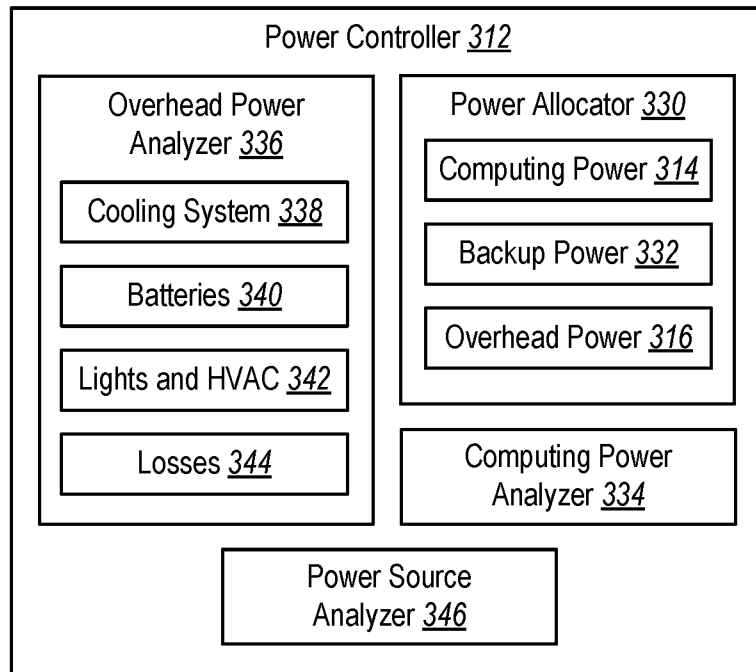 Power Controller 312
Overhead Power
Analyzer 336
Cooling System 338
Batteries 340
Lights and HVAC 342
Losses 344
Power Allocator 330
Computing Power 314
Backup Power 332
Overhead Power 316
Computing Power
Analyzer 334
Power Source
Analyzer 346